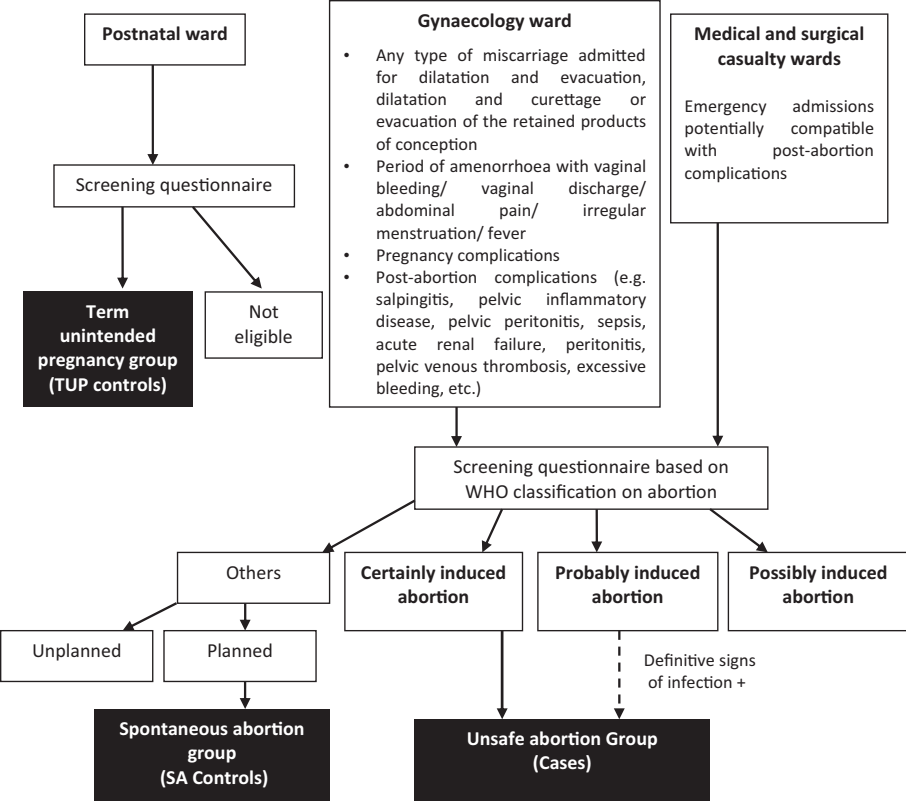 Postnatal ward
Screening questionnaire
Term
unintended
pregnancy group
(TUP controls)
Not
eligible
Gynaecology ward
• Any type of miscarriage admitted
for dilatation and evacuation,
dilatation and curettage or
evacuation of the retained products
of conception
• Period of amenorrhoea with vaginal
bleeding/ vaginal discharge/
abdominal pain/ irregular
menstruation/ fever
• Pregnancy complications
• Post-abortion complications (e.g.
salpingitis, pelvic inflammatory
disease, pelvic peritonitis, sepsis,
acute renal failure, peritonitis,
pelvic venous thrombosis, excessive
bleeding, etc.)
Medical and surgical
casualty wards
Emergency admissions
potentially compatible
with post-abortion
complications
Screening questionnaire based on
WHO classification on abortion
Others
Certainly induced
abortion
Probably induced
abortion
Possibly induced
abortion
Unplanned
Planned
Definitive signs
of infection +
Spontaneous abortion
group
(SA Controls)
Unsafe abortion Group
(Cases)